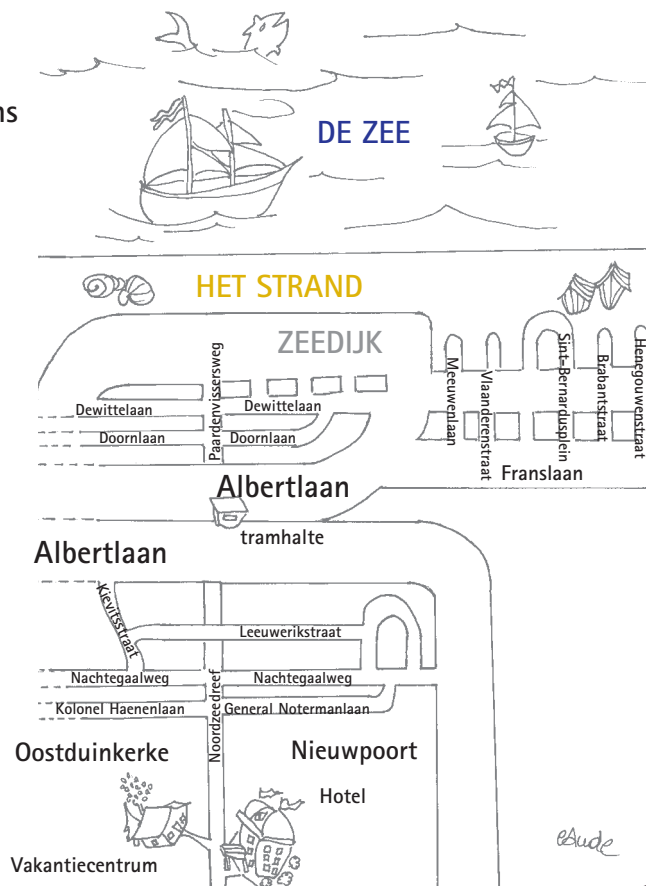 ns
DE ZEE
HET STRAND
ZEEDIJK
Paardenvissersweg
Dewittelaan
Dewittelaan
Doornlaan
Doornlaan
Meeuwenlaan
Vlaanderenstraat
Sint-Bernardusplein
Brabantstraat
Henegouwenstraat
Franslaan
Albertlaan
tramhalte
Albertlaan
Kievitsstraat
Leeuwerikstraat
Nachtegaalweg
Nachtegaalweg
Noordzeedreef
Kolonel Haenenlaan
General Notermanlaan
Oostduinkerke
Nieuwpoort
Hotel
Vakantiecentrum